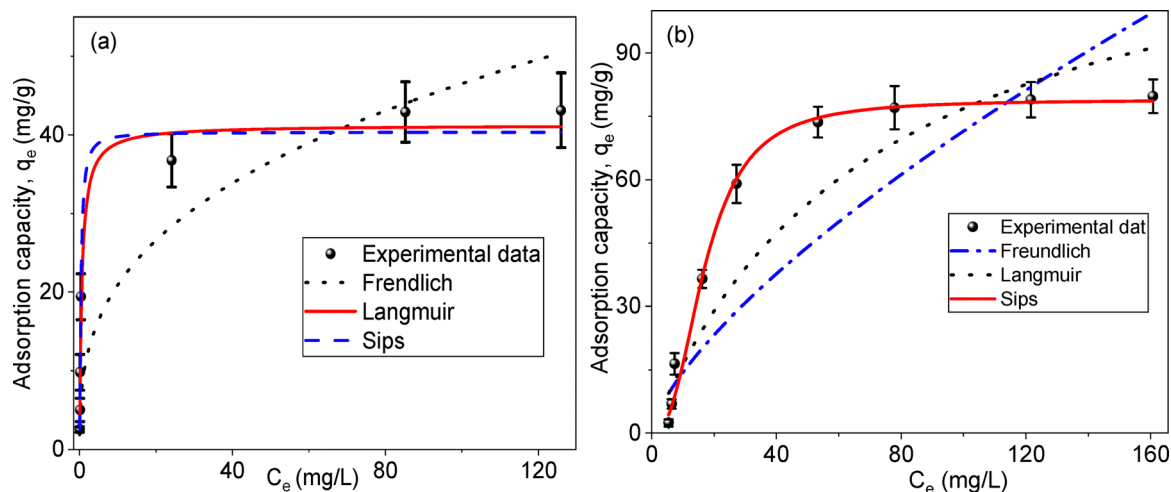 (a)
Adsorption capacity, qe (mg/g)
40
20
0
Experimental data
Frendlich
Langmuir
Sips
0
40
80
120
Ce (mg/L)
(b)
Adsorption capacity, qe (mg/g)
90
60
30
0
Experimental dat
Freundlich
Langmuir
Sips
0
40
80
120
160
Ce (mg/L)